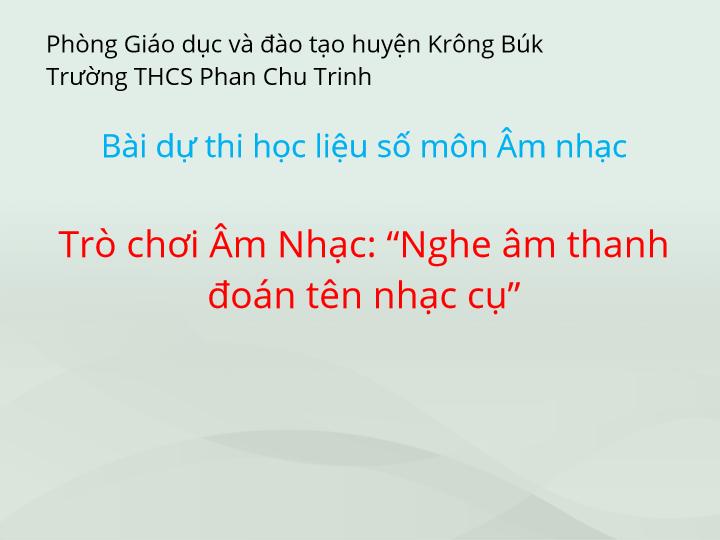 Phòng Giáo dục và đào tạo huyện Krông Búk
Trường THCS Phan Chu Trinh
Bài dự thi học liệu số môn Âm nhạc
Trò chơi Âm Nhạc: “Nghe âm thanh
đoán tên nhạc cụ”